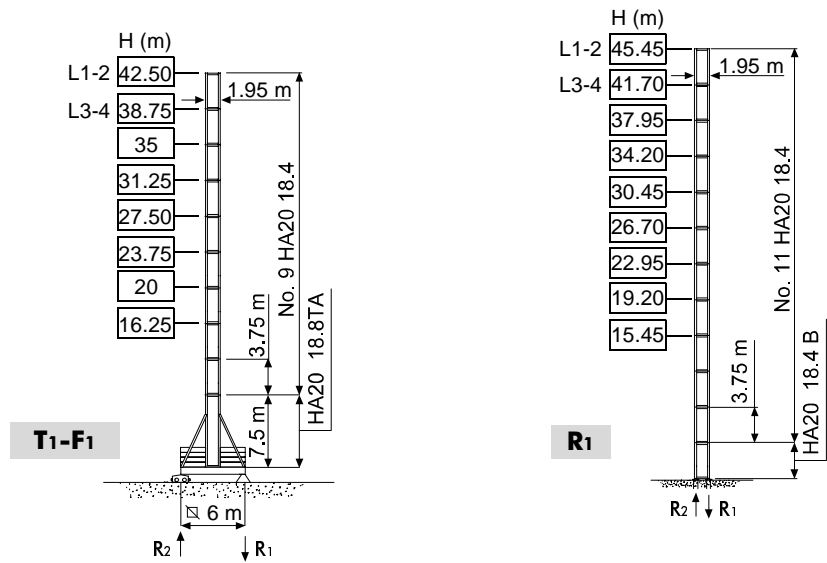 H (m)
L1-2 42.50
L3-4 38.75
35
31.25
27.50
23.75
20
16.25
1.95 m
No. 9 HA20 18.4
3.75 m
HA20 18.8TA
7.5 m
T1-F1
6 m
R2 R1
H (m)
L1-2 45.45
L3-4 41.70
37.95
34.20
30.45
26.70
22.95
19.20
15.45
1.95 m
No. 11 HA20 18.4
3.75 m
HA20 18.4 B
R1
R2 R1